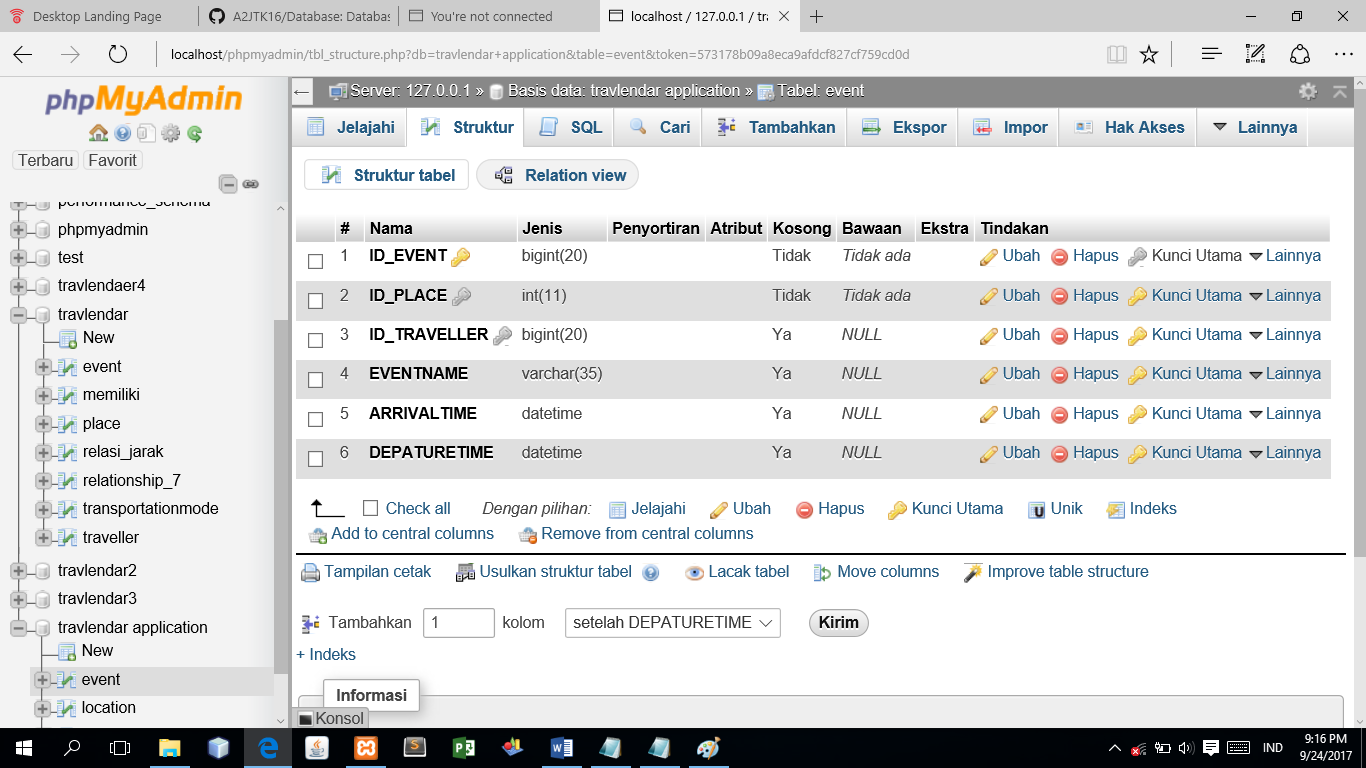 Desktop Landing Page
A2JTK16/Database: Databas
You're not connected
localhost / 127.0.0.1 / tra
localhost/phpmyadmin/tbl_structure.php?db=travlendar+application&table=event&token=573178b09a8eca9afdcf827cf759cd0d
phpMyAdmin
Terbaru Favorit
performance_schema
phpmyadmin
test
travlendaer4
travlendar
New
event
memiliki
place
relasi_jarak
relationship_7
transportationmode
traveller
travlendar2
travlendar3
travlendar application
New
event
location
Server: 127.0.0.1 » Basis data: travlendar application » Tabel: event
Jelajahi Struktur SQL Cari Tambahkan Ekspor Impor Hak Akses Lainnya
Struktur tabel Relation view
# Nama Jenis Penyortiran Atribut Kosong Bawaan Ekstra Tindakan
1 ID_EVENT bigint(20) Tidak Tidak ada Ubah Hapus Kunci Utama Lainnya
2 ID_PLACE int(11) Tidak Tidak ada Ubah Hapus Kunci Utama Lainnya
3 ID_TRAVELLER bigint(20) Ya NULL Ubah Hapus Kunci Utama Lainnya
4 EVENTNAME varchar(35) Ya NULL Ubah Hapus Kunci Utama Lainnya
5 ARRIVALTIME datetime Ya NULL Ubah Hapus Kunci Utama Lainnya
6 DEPATURETIME datetime Ya NULL Ubah Hapus Kunci Utama Lainnya
Check all Dengan pilihan: Jelajahi Ubah Hapus Kunci Utama Unik Indeks
Add to central columns Remove from central columns
Tampilan cetak Usulkan struktur tabel Lacak tabel Move columns Improve table structure
Tambahkan 1 kolom setelah DEPATURETIME Kirim
+ Indeks
Informasi
Konsol
IND
9:16 PM
9/24/2017